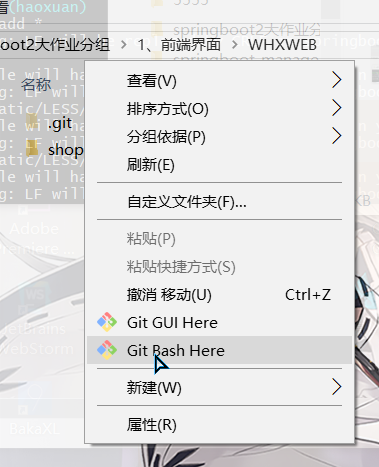 (haoxuan)
add *
springboot2大作业分
oot2大作业分组 > 1、前端界面 > WHXWEB
名称
.git
shop
查看(V)
排序方式(O)
分组依据(P)
刷新(E)
自定义文件夹(F)...
粘贴(P)
粘贴快捷方式(S)
撤消 移动(U) Ctrl+Z
Git GUI Here
Git Bash Here
新建(W)
属性(R)
KB
Adobe
WebStorm